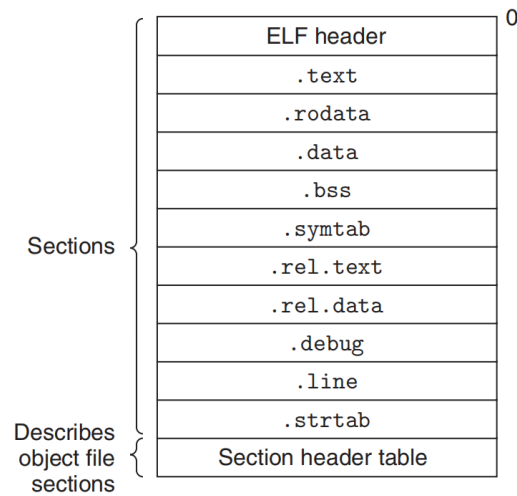 0
ELF header
.text
.rodata
.data
.bss
.symtab
.rel.text
.rel.data
.debug
.line
.strtab
Section header table
Sections
Describes
object file
sections